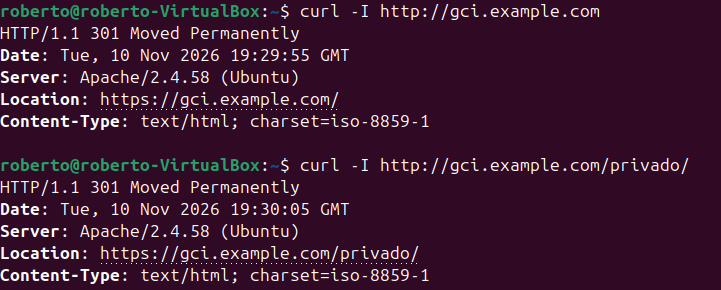 roberto@roberto-VirtualBox:~$ curl -I http://gci.example.com
HTTP/1.1 301 Moved Permanently
Date: Tue, 10 Nov 2026 19:29:55 GMT
Server: Apache/2.4.58 (Ubuntu)
Location: https://gci.example.com/
Content-Type: text/html; charset=iso-8859-1

roberto@roberto-VirtualBox:~$ curl -I http://gci.example.com/privado/
HTTP/1.1 301 Moved Permanently
Date: Tue, 10 Nov 2026 19:30:05 GMT
Server: Apache/2.4.58 (Ubuntu)
Location: https://gci.example.com/privado/
Content-Type: text/html; charset=iso-8859-1